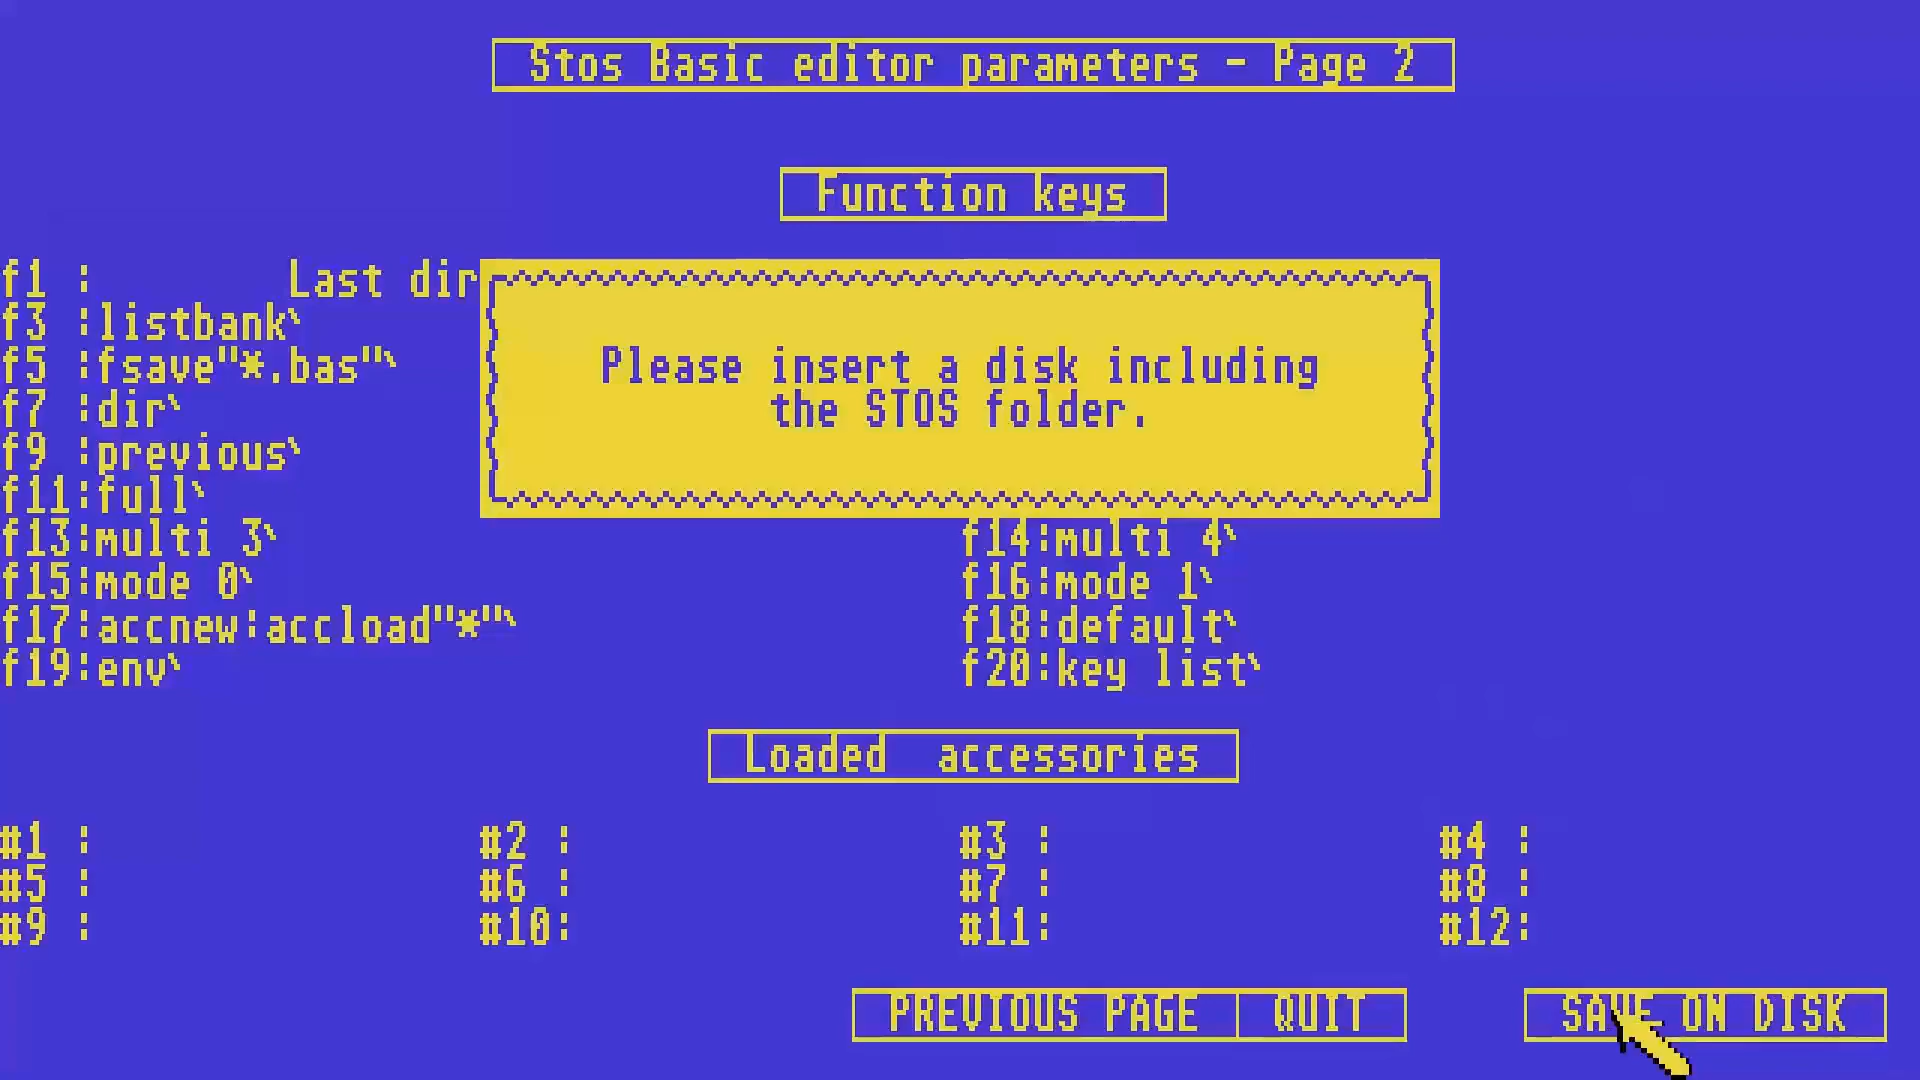 Stos Basic editor parameters - Page 2
Function keys
f1 :        Last dir
f3 :listbank`
f5 :fsave"*.bas"`
f7 :dir`
f9 :previous`
f11:full`
Please insert a disk including
the STOS folder.
f13:multi 3` f14:multi 4`
f15:mode 0` f16:mode 1`
f17:accnew:accload"*"` f18:default`
f19:env` f20:key list`
Loaded  accessories
#1 : #2 : #3 : #4 :
#5 : #6 : #7 : #8 :
#9 : #10: #11: #12:
PREVIOUS PAGE QUIT SAVE ON DISK